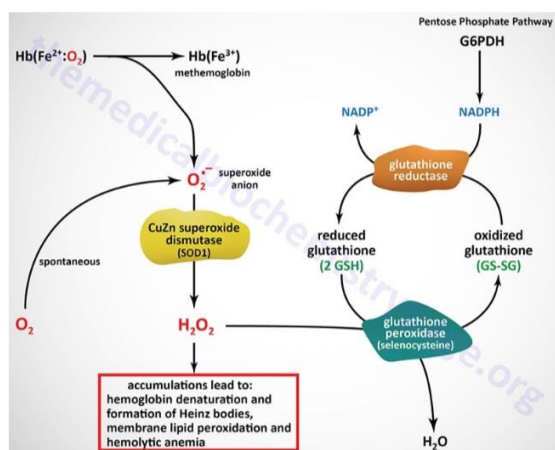 Pentose Phosphate Pathway
G6PDH
Hb(Fe²⁺:O₂)
Hb(Fe³⁺)
methemoglobin
NADP⁺
NADPH
glutathione
reductase
O₂•⁻
superoxide
anion
CuZn superoxide
dismutase
(SOD1)
reduced
glutathione
(2 GSH)
oxidized
glutathione
(GS-SG)
spontaneous
O₂
H₂O₂
glutathione
peroxidase
(selenocysteine)
accumulations lead to:
hemoglobin denaturation and
formation of Heinz bodies,
membrane lipid peroxidation and
hemolytic anemia
H₂O